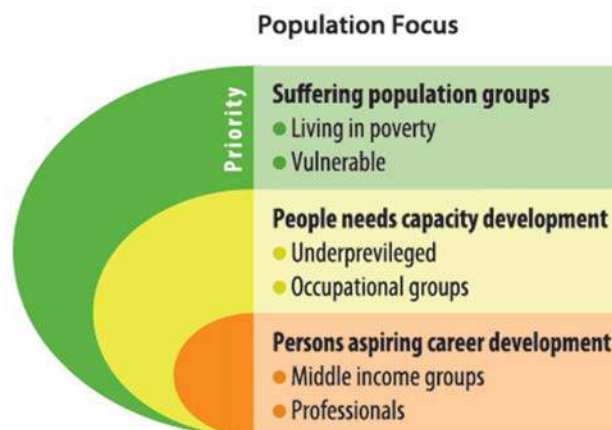 Population Focus
Priority
Suffering population groups
Living in poverty
Vulnerable
People needs capacity development
Underprevileged
Occupational groups
Persons aspiring career development
Middle income groups
Professionals